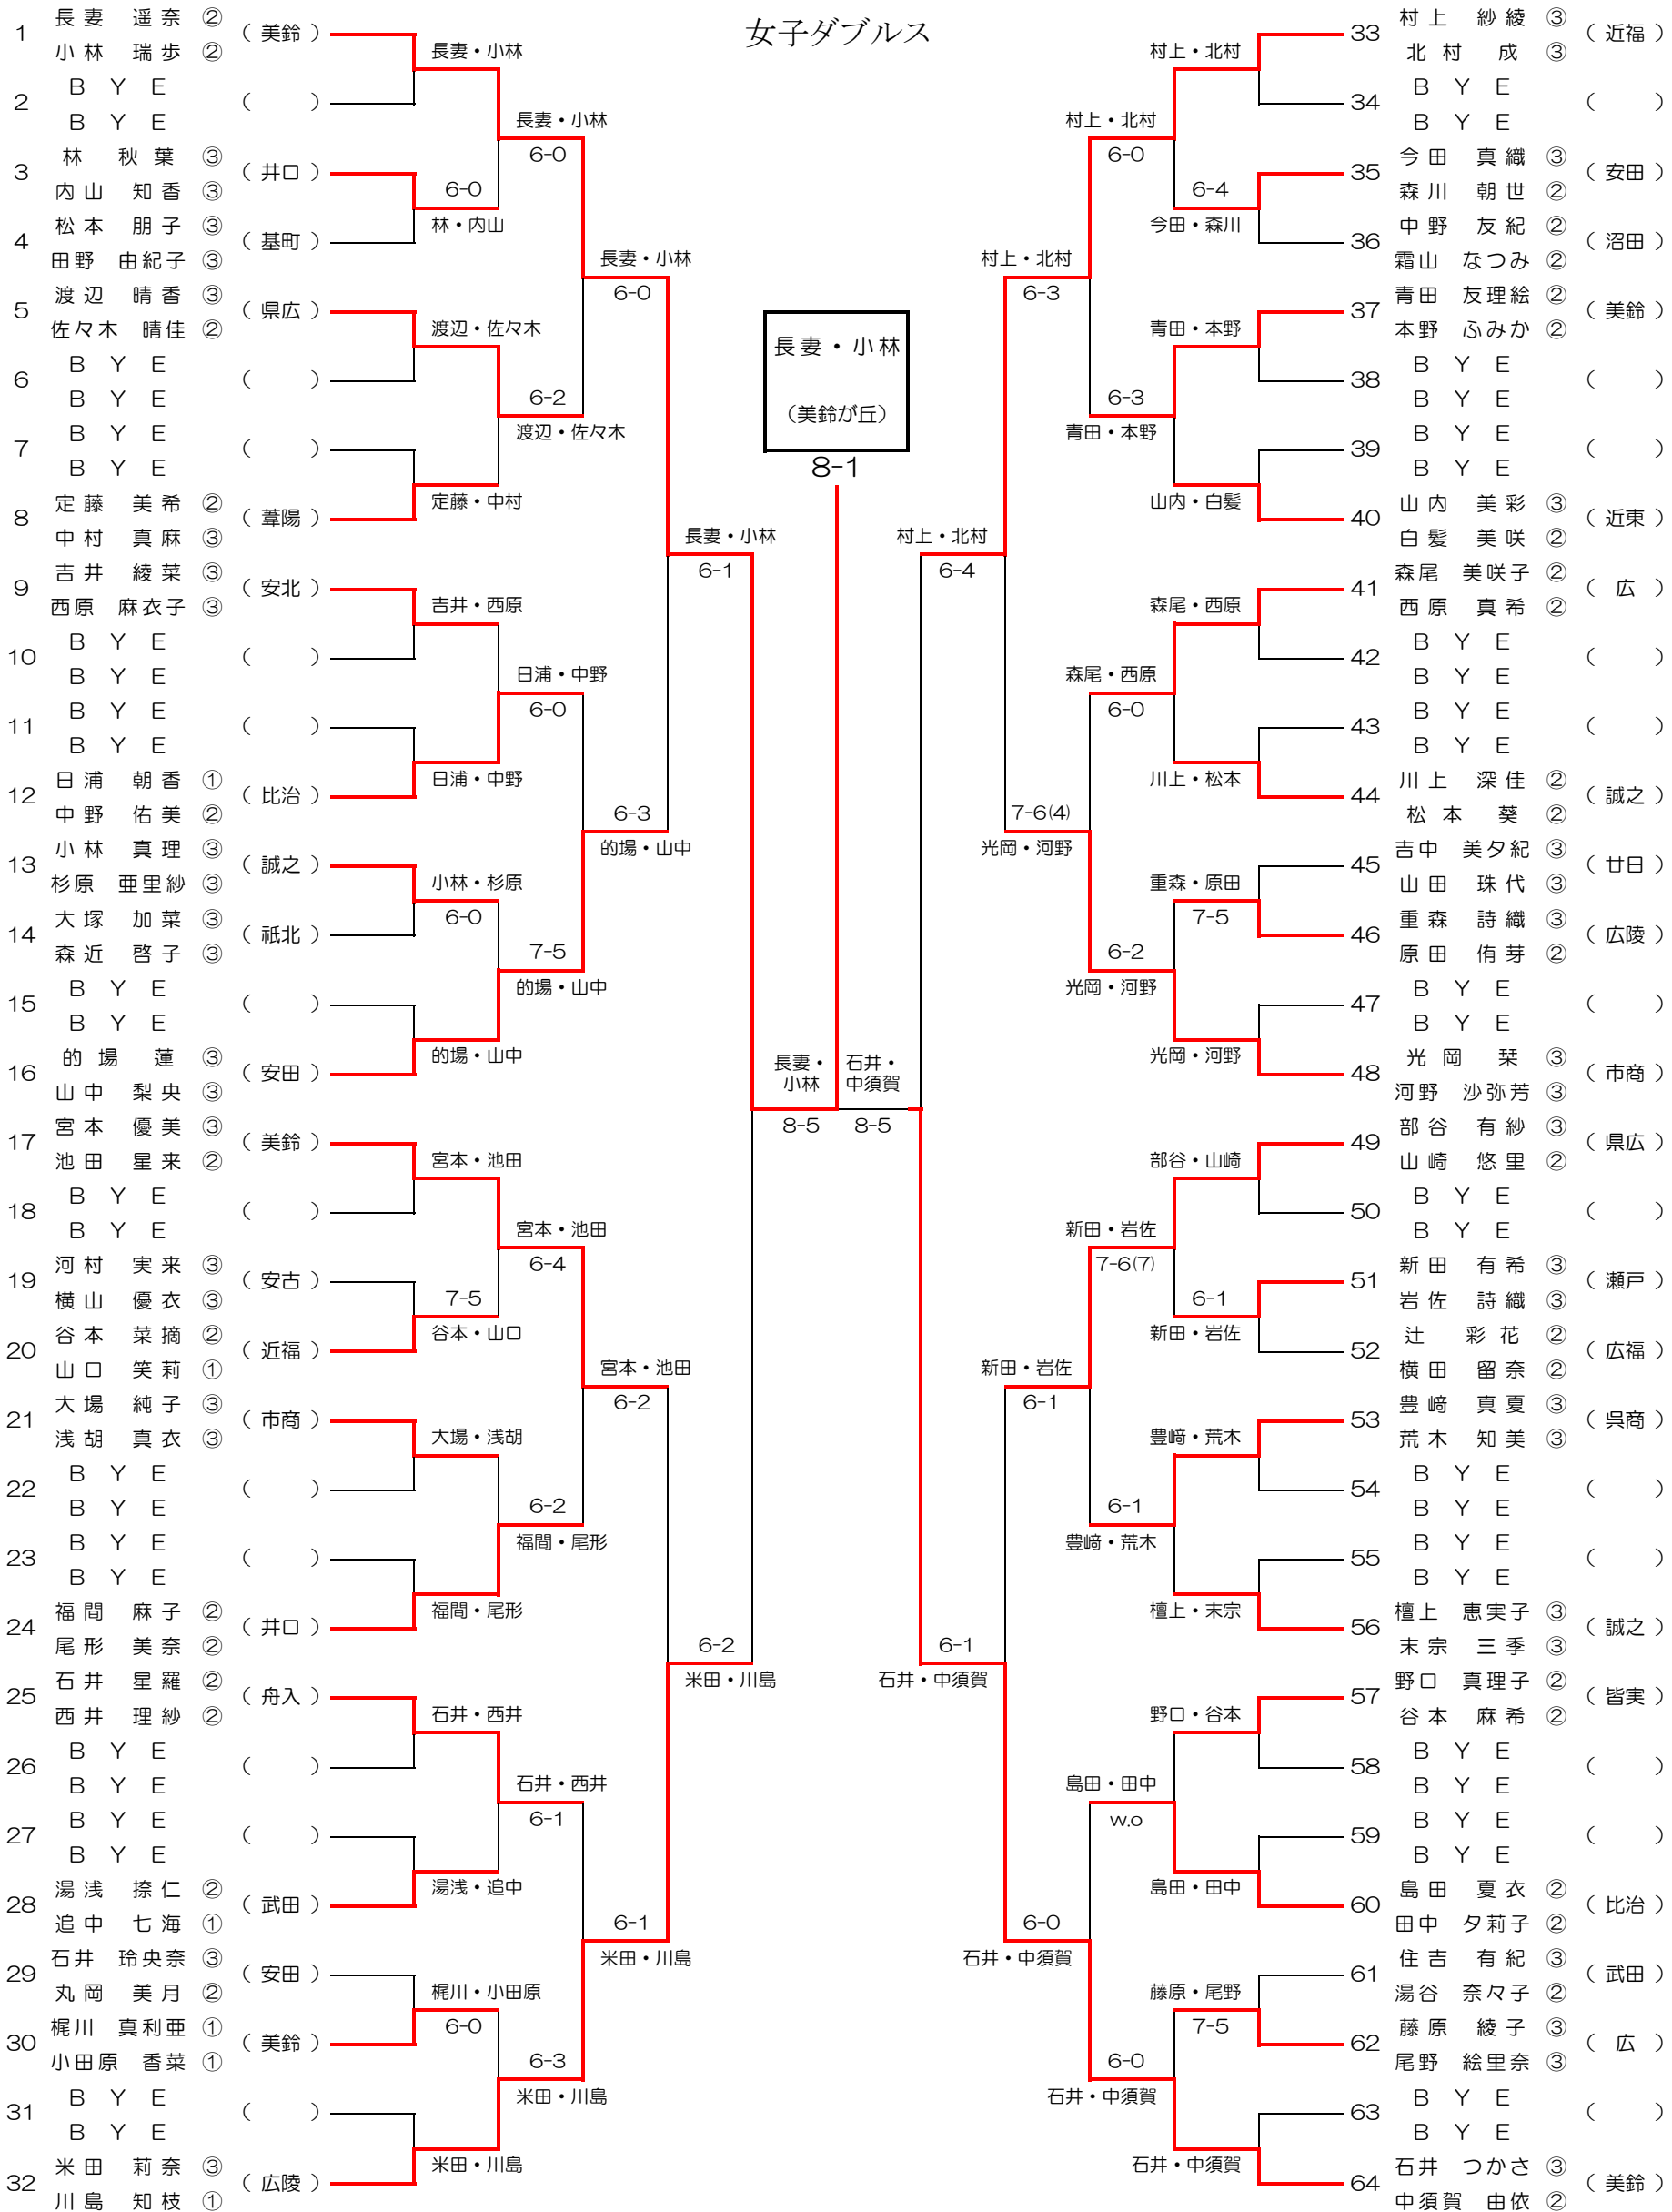 女子ダブルス
長妻 遥奈 ②
1 (美鈴)
小林 瑞歩 ②
BYE
2 ( )
BYE
林 秋葉 ③
3 (井口)
内山 知香 ③
松本 朋子 ③
4 (基町)
田野 由紀子 ③
渡辺 晴香 ③
5 (県広)
佐々木 晴佳 ②
BYE
6 ( )
BYE
BYE
7 ( )
BYE
定藤 美希 ②
8 (葦陽)
中村 真麻 ③
吉井 綾菜 ③
9 (安北)
西原 麻衣子 ③
BYE
10 ( )
BYE
BYE
11 ( )
BYE
日浦 朝香 ①
12 (比治)
中野 佑美 ②
小林 真理 ③
13 (誠之)
杉原 亜里紗 ③
大塚 加菜 ③
14 (祇北)
森近 啓子 ③
BYE
15 ( )
BYE
的場 蓮 ③
16 (安田)
山中 梨央 ③
宮本 優美 ③
17 (美鈴)
池田 星来 ②
BYE
18 ( )
BYE
河村 実来 ③
19 (安古)
横山 優衣 ③
谷本 菜摘 ②
20 (近福)
山口 笑莉 ①
大場 純子 ③
21 (市商)
浅胡 真衣 ③
BYE
22 ( )
BYE
BYE
23 ( )
BYE
福間 麻子 ②
24 (井口)
尾形 美奈 ②
石井 星羅 ②
25 (舟入)
西井 理紗 ②
BYE
26 ( )
BYE
BYE
27 ( )
BYE
湯浅 捺仁 ②
28 (武田)
追中 七海 ①
石井 玲央奈 ③
29 (安田)
丸岡 美月 ②
梶川 真利亜 ①
30 (美鈴)
小田原 香菜 ①
BYE
31 ( )
BYE
米田 莉奈 ③
32 (広陵)
川島 知枝 ①
長妻・小林
6-0
林・内山
渡辺・佐々木
定藤・中村
吉井・西原
日浦・中野
小林・杉原
6-0
的場・山中
宮本・池田
7-5
谷本・山口
大場・浅胡
福間・尾形
石井・西井
湯浅・追中
梶川・小田原
6-0
米田・川島
長妻・小林
6-0
6-2
渡辺・佐々木
日浦・中野
6-0
7-5
的場・山中
宮本・池田
6-4
6-2
福間・尾形
石井・西井
6-1
6-3
米田・川島
長妻・小林
6-0
6-3
的場・山中
宮本・池田
6-2
6-1
米田・川島
長妻・小林
6-1
6-2
米田・川島
長妻・小林
(美鈴が丘)
8-1
長妻・
小林
8-5
石井・
中須賀
8-5
村上・北村
6-4
6-1
石井・中須賀
村上・北村
6-3
7-6(4)
光岡・河野
新田・岩佐
6-1
6-0
石井・中須賀
村上・北村
6-0
6-3
青田・本野
森尾・西原
6-0
6-2
光岡・河野
新田・岩佐
7-6(7)
6-1
豊﨑・荒木
島田・田中
w.o
6-0
石井・中須賀
村上・北村
6-4
今田・森川
青田・本野
山内・白髪
森尾・西原
川上・松本
重森・原田
7-5
光岡・河野
部谷・山崎
6-1
新田・岩佐
豊﨑・荒木
檀上・末宗
野口・谷本
島田・田中
藤原・尾野
7-5
石井・中須賀
村上 紗綾 ③
33 (近福)
北村 成 ③
BYE
34 ( )
BYE
今田 真織 ③
35 (安田)
森川 朝世 ②
中野 友紀 ②
36 (沼田)
霜山 なつみ ②
青田 友理絵 ②
37 (美鈴)
本野 ふみか ②
BYE
38 ( )
BYE
BYE
39 ( )
BYE
山内 美彩 ③
40 (近東)
白髪 美咲 ②
森尾 美咲子 ②
41 (広)
西原 真希 ②
BYE
42 ( )
BYE
BYE
43 ( )
BYE
川上 深佳 ②
44 (誠之)
松本 葵 ②
吉中 美夕紀 ③
45 (廿日)
山田 珠代 ③
重森 詩織 ③
46 (広陵)
原田 侑芽 ②
BYE
47 ( )
BYE
光岡 栞 ③
48 (市商)
河野 沙弥芳 ③
部谷 有紗 ③
49 (県広)
山崎 悠里 ②
BYE
50 ( )
BYE
新田 有希 ③
51 (瀬戸)
岩佐 詩織 ③
辻 彩花 ②
52 (広福)
横田 留奈 ②
豊﨑 真夏 ③
53 (呉商)
荒木 知美 ③
BYE
54 ( )
BYE
BYE
55 ( )
BYE
檀上 恵実子 ③
56 (誠之)
末宗 三季 ③
野口 真理子 ②
57 (皆実)
谷本 麻希 ②
BYE
58 ( )
BYE
BYE
59 ( )
BYE
島田 夏衣 ②
60 (比治)
田中 夕莉子 ②
住吉 有紀 ③
61 (武田)
湯谷 奈々子 ②
藤原 綾子 ③
62 (広)
尾野 絵里奈 ③
BYE
63 ( )
BYE
石井 つかさ ③
64 (美鈴)
中須賀 由依 ②